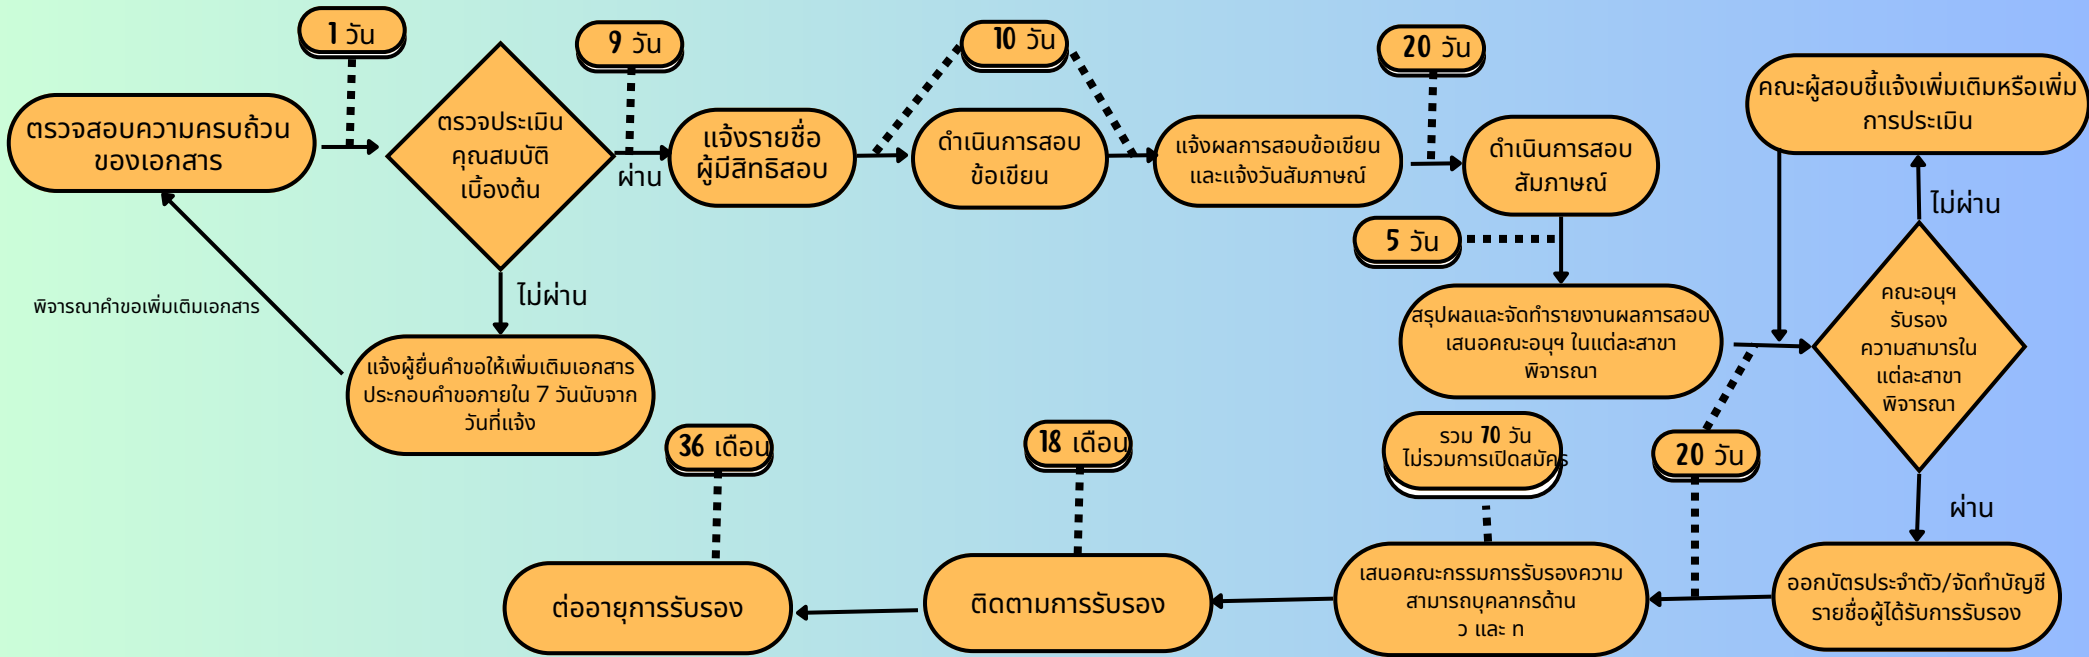 1 วัน
ตรวจสอบความครบถ้วน
ของเอกสาร
ตรวจประเมิน
คุณสมบัติ
เบื้องต้น
9 วัน
ผ่าน
แจ้งรายชื่อ
ผู้มีสิทธิสอบ
10 วัน
ดำเนินการสอบ
ข้อเขียน
แจ้งผลการสอบข้อเขียน
และแจ้งวันสัมภาษณ์
20 วัน
ดำเนินการสอบ
สัมภาษณ์
คณะผู้สอบชี้แจ้งเพิ่มเติมหรือเพิ่ม
การประเมิน
ไม่ผ่าน
5 วัน
สรุปผลและจัดทำรายงานผลการสอบ
เสนอคณะอนุฯ ในแต่ละสาขา
พิจารณา
คณะอนุฯ
รับรอง
ความสามารใน
แต่ละสาขา
พิจารณา
ไม่ผ่าน
พิจารณาคำขอเพิ่มเติมเอกสาร
แจ้งผู้ยื่นคำขอให้เพิ่มเติมเอกสาร
ประกอบคำขอภายใน 7 วันนับจาก
วันที่แจ้ง
36 เดือน
18 เดือน
รวม 70 วัน
ไม่รวมการเปิดสมัคร
20 วัน
ผ่าน
ต่ออายุการรับรอง
ติดตามการรับรอง
เสนอคณะกรรมการรับรองความ
สามารถบุคลากรด้าน
ว และ ท
ออกบัตรประจำตัว/จัดทำบัญชี
รายชื่อผู้ได้รับการรับรอง